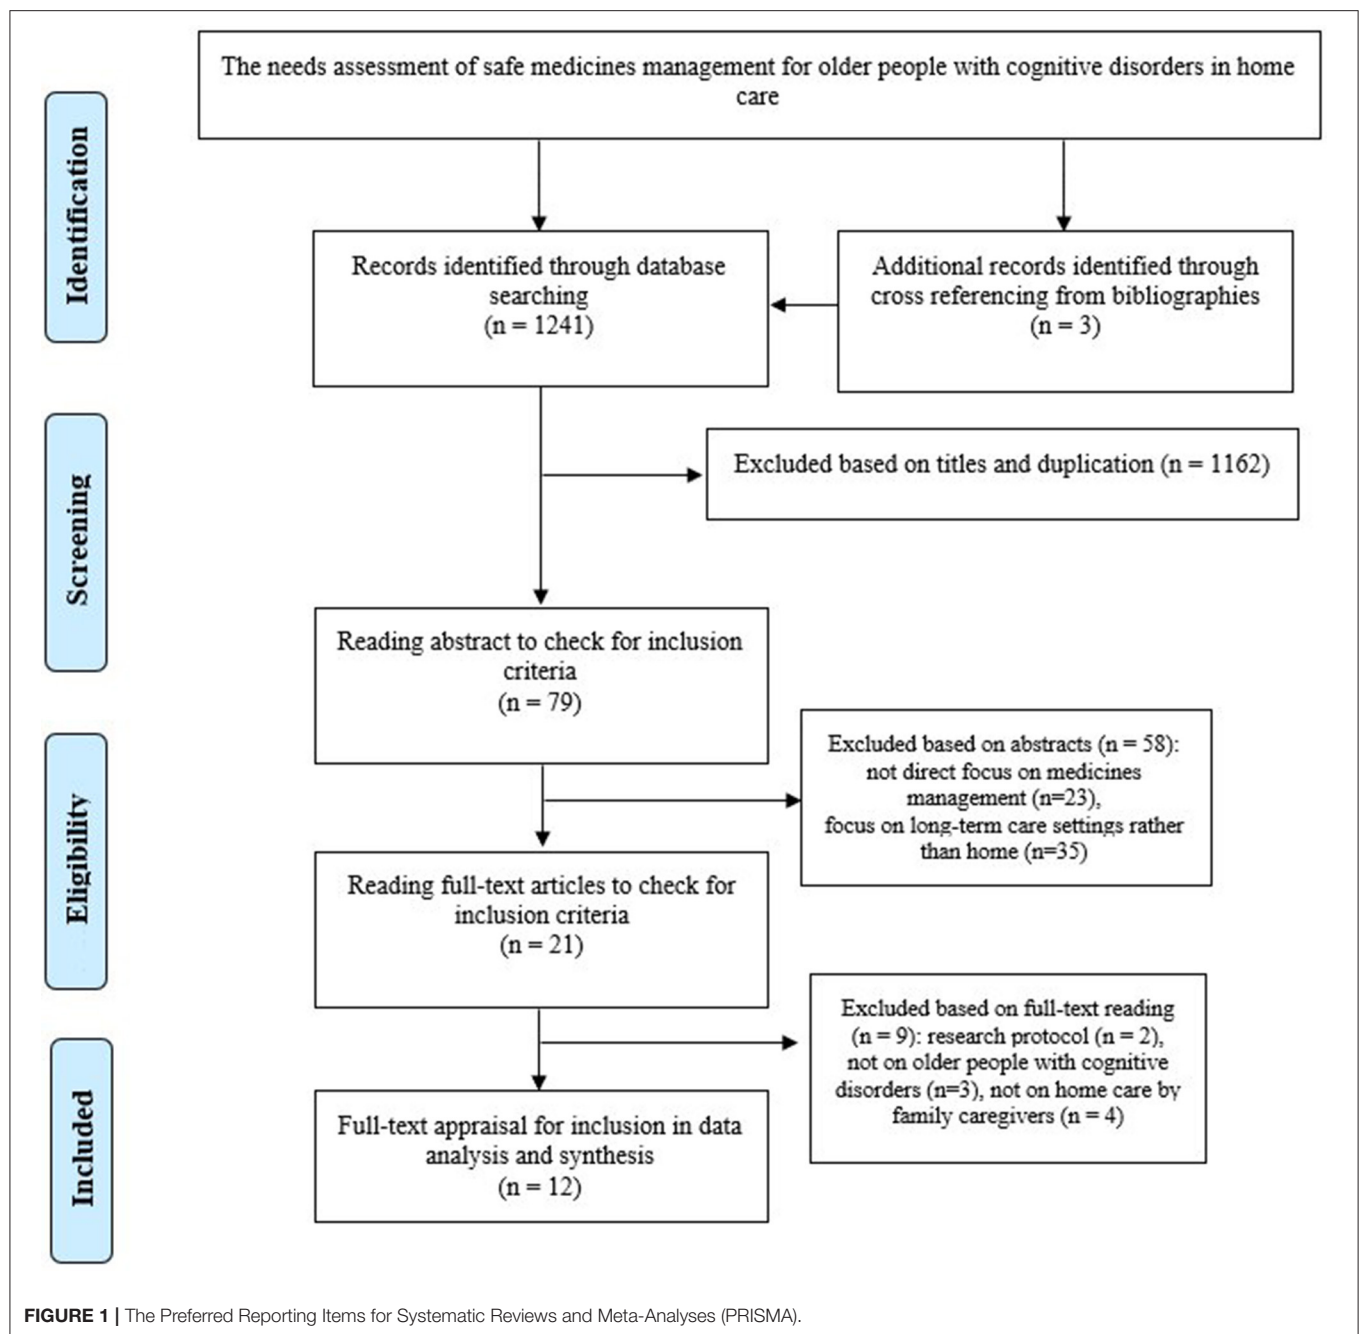 The needs assessment of safe medicines management for older people with cognitive disorders in home
care
Identification
Records identified through database
searching
(n = 1241)
Additional records identified through
cross referencing from bibliographies
(n = 3)
Screening
Excluded based on titles and duplication (n = 1162)
Reading abstract to check for inclusion
criteria
(n = 79)
Eligibility
Excluded based on abstracts (n = 58):
not direct focus on medicines
management (n=23),
focus on long-term care settings rather
than home (n=35)
Reading full-text articles to check for
inclusion criteria
(n = 21)
Excluded based on full-text reading
(n = 9): research protocol (n = 2),
not on older people with cognitive
disorders (n=3), not on home care by
family caregivers (n = 4)
Included
Full-text appraisal for inclusion in data
analysis and synthesis
(n = 12)
FIGURE 1 | The Preferred Reporting Items for Systematic Reviews and Meta-Analyses (PRISMA).